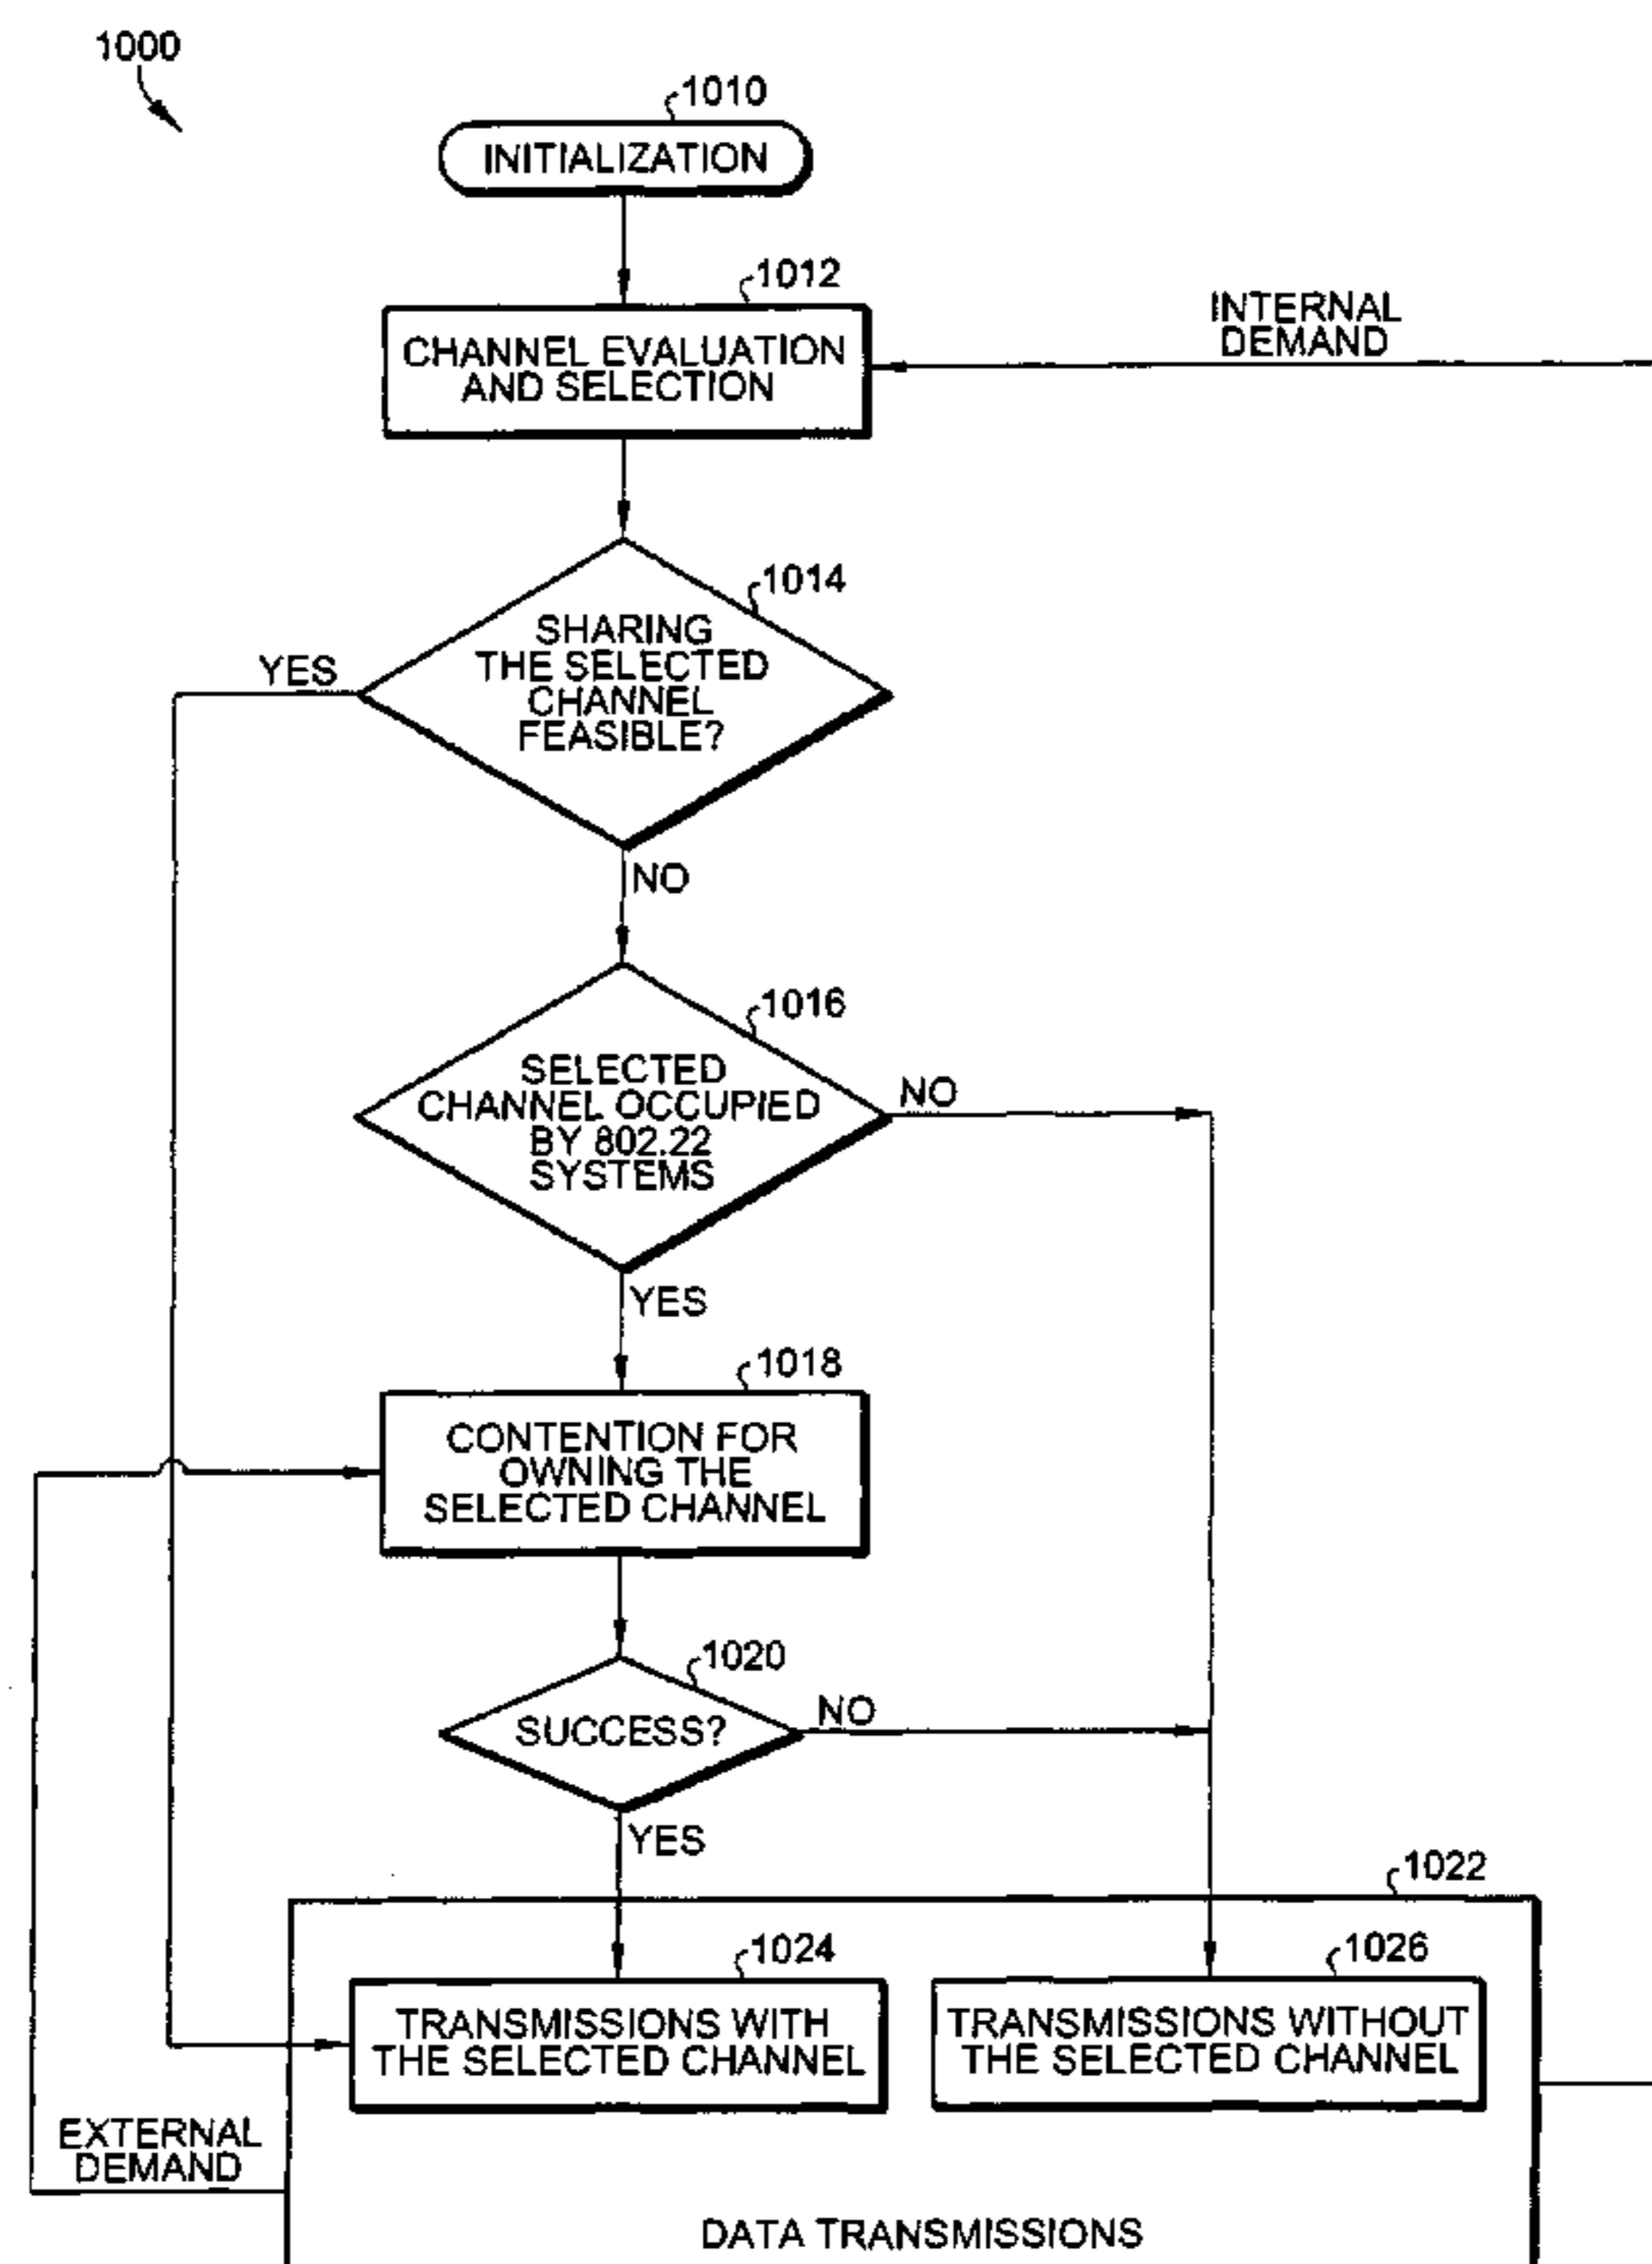 1000
1010
INITIALIZATION
1012
CHANNEL EVALUATION
AND SELECTION
INTERNAL
DEMAND
1014
SHARING
THE SELECTED
CHANNEL
FEASIBLE?
YES
NO
1016
SELECTED
CHANNEL OCCUPIED
BY 802.22
SYSTEMS
NO
YES
1018
CONTENTION FOR
OWNING THE
SELECTED CHANNEL
1020
SUCCESS?
NO
YES
1022
1024
TRANSMISSIONS WITH
THE SELECTED CHANNEL
1026
TRANSMISSIONS WITHOUT
THE SELECTED CHANNEL
EXTERNAL
DEMAND
DATA TRANSMISSIONS